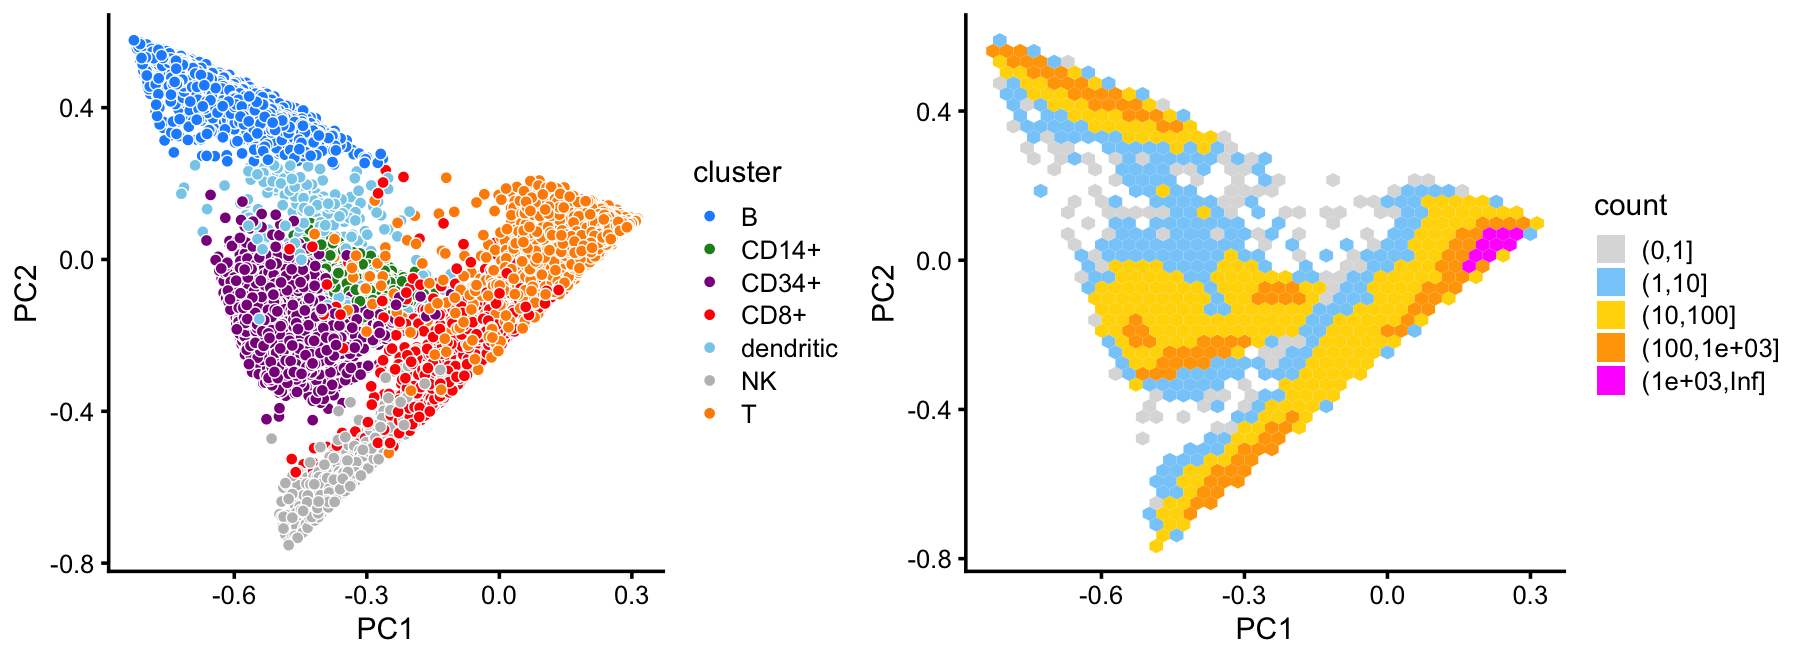 PC2
0.4
0.0
-0.4
-0.8
-0.6
-0.3
0.0
0.3
PC1
cluster
B
CD14+
CD34+
CD8+
dendritic
NK
T
PC2
0.4
0.0
-0.4
-0.8
-0.6
-0.3
0.0
0.3
PC1
count
(0,1]
(1,10]
(10,100]
(100,1e+03]
(1e+03,Inf]